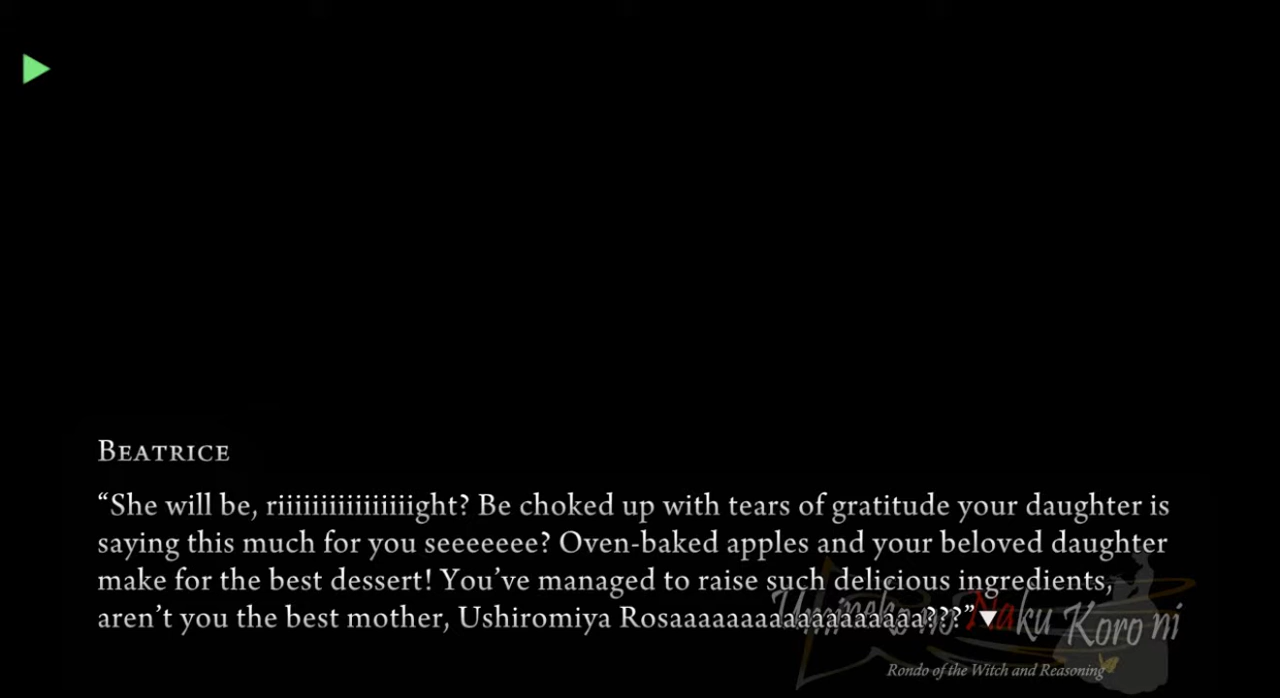 BEATRICE
“She will be, riiiiiiiiiiiiiiiight? Be choked up with tears of gratitude your daughter is
saying this much for you seeeeeee? Oven-baked apples and your beloved daughter
make for the best dessert! You’ve managed to raise such delicious ingredients,
aren’t you the best mother, Ushiromiya Rosaaaaaaaaaaaaaaaaaaa???”
Umineko no Naku Koro ni
Rondo of the Witch and Reasoning